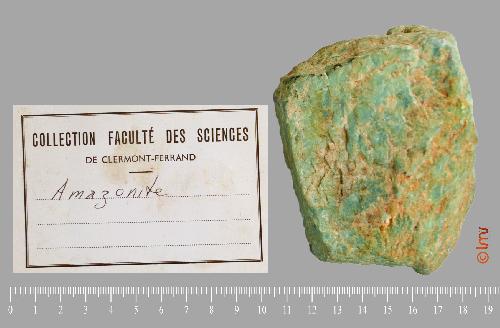 COLLECTION FACULTÉ DES SCIENCES
DE CLERMONT-FERRAND
Amazonite
0 1 2 3 4 5 6 7 8 9 10 11 12 13 14 15 16 17 18 19